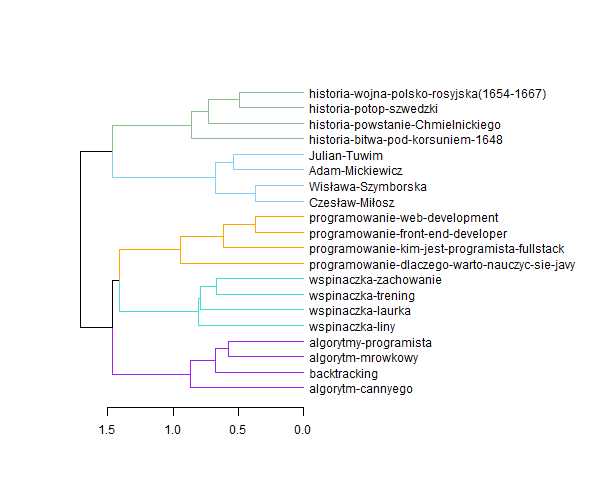 historia-wojna-polsko-rosyjska(1654-1667)
historia-potop-szwedzki
historia-powstanie-Chmielnickiego
historia-bitwa-pod-korsuniem-1648
Julian-Tuwim
Adam-Mickiewicz
Wisława-Szymborska
Czesław-Miłosz
programowanie-web-development
programowanie-front-end-developer
programowanie-kim-jest-programista-fullstack
programowanie-dlaczego-warto-nauczyc-sie-javy
wspinaczka-zachowanie
wspinaczka-trening
wspinaczka-laurka
wspinaczka-liny
algorytmy-programista
algorytm-mrowkowy
backtracking
algorytm-cannyego
1.5 1.0 0.5 0.0